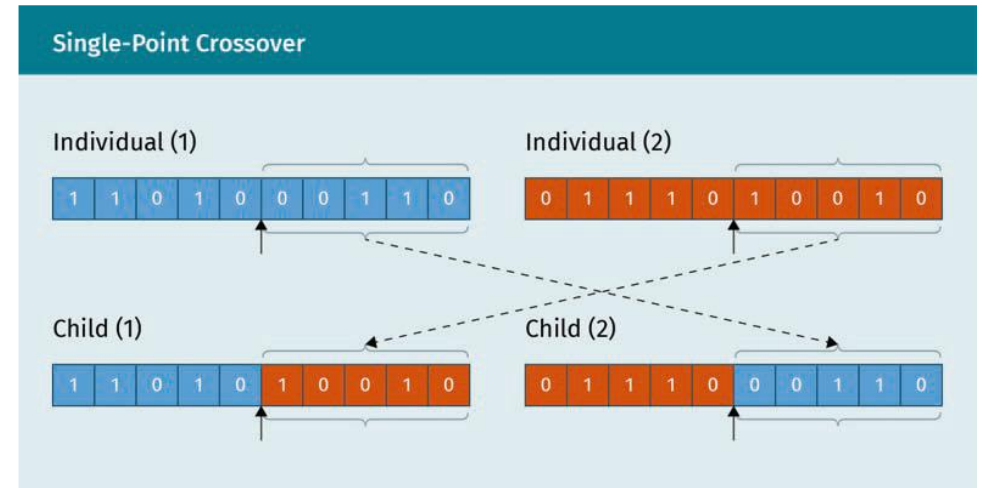 Single-Point Crossover
Individual (1)
Individual (2)
1 1 0 1 0 0 0 1 1 0
0 1 1 1 0 1 0 0 1 0
Child (1)
Child (2)
1 1 0 1 0 1 0 0 1 0
0 1 1 1 0 0 0 1 1 0